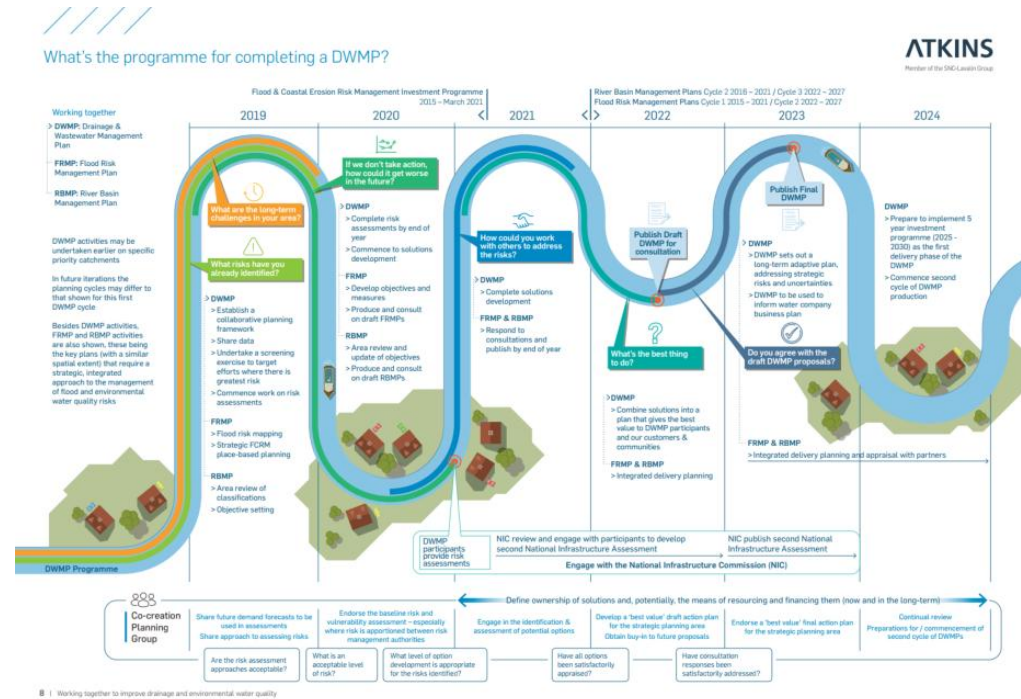 What's the programme for completing a DWMP?
ATKINS
Member of the SNC-Lavalin Group
Flood & Coastal Erosion Risk Management Investment Programme
2015 – March 2021
River Basin Management Plans Cycle 2 2016 – 2021 / Cycle 3 2022 – 2027
Flood Risk Management Plans Cycle 1 2015 – 2021 / Cycle 2 2022 – 2027
2019
2020
2021
2022
2023
2024
Working together
> DWMP: Drainage &
Wastewater Management
Plan
FRMP: Flood Risk
Management Plan
RBMP: River Basin
Management Plan
DWMP activities may be
undertaken earlier on specific
priority catchments
In future iterations the
planning cycles may differ to
that shown for this first
DWMP cycle
Besides DWMP activities,
FRMP and RBMP activities
are also shown, these being
the key plans (with a similar
spatial extent) that require a
strategic, integrated
approach to the management
of flood and environmental
water quality risks
What are the long-term
challenges in your area?
What risks have you
already identified?
> DWMP
> Establish a
collaborative planning
framework
> Share data
> Undertake a screening
exercise to target
efforts where there is
greatest risk
> Commence work on risk
assessments
FRMP
> Flood risk mapping
> Strategic FCRM
place-based planning
RBMP
> Area review of
classifications
> Objective setting
If we don't take action,
how could it get worse
in the future?
> DWMP
> Complete risk
assessments by end of
year
> Commence to solutions
development
FRMP
> Develop objectives and
measures
> Produce and consult
on draft FRMPs
RBMP
> Area review and
update of objectives
> Produce and consult
on draft RBMPs
How could you work
with others to address
the risks?
> DWMP
> Complete solutions
development
FRMP & RBMP
> Respond to
consultations and
publish by end of year
Publish Draft
DWMP for
consultation
What's the best thing
to do?
> DWMP
> Combine solutions into a
plan that gives the best
value to DWMP participants
and our customers &
communities
FRMP & RBMP
> Integrated delivery planning
Publish Final
DWMP
> DWMP
> DWMP sets out a
long-term adaptive plan,
addressing strategic
risks and uncertainties
> DWMP to be used to
inform water company
business plan
Do you agree with the
draft DWMP proposals?
FRMP & RBMP
> Integrated delivery planning and appraisal with partners
DWMP
> Prepare to implement 5
year investment
programme (2025 -
2030) as the first
delivery phase of the
DWMP
> Commence second
cycle of DWMP
production
DWMP Programme
DWMP
participants
provide risk
assessments
NIC review and engage with participants to develop
second National Infrastructure Assessment
NIC publish second National
Infrastructure Assessment
Engage with the National Infrastructure Commission (NIC)
Co-creation
Planning
Group
Define ownership of solutions and, potentially, the means of resourcing and financing them (now and in the long-term)
Share future demand forecasts to be
used in assessments
Share approach to assessing risks
Endorse the baseline risk and
vulnerability assessment – especially
where risk is apportioned between risk
management authorities
Engage in the identification &
assessment of potential options
Develop a 'best value' draft action plan
for the strategic planning area
Obtain buy-in to future proposals
Endorse a 'best value' final action plan
for the strategic planning area
Continual review
Preparations for / commencement of
second cycle of DWMPs
Are the risk assessment
approaches acceptable?
What is an
acceptable level
of risk?
What level of option
development is appropriate
for the risks identified?
Have all options
been satisfactorily
appraised?
Have consultation
responses been
satisfactorily addressed?
8 | Working together to improve drainage and environmental water quality